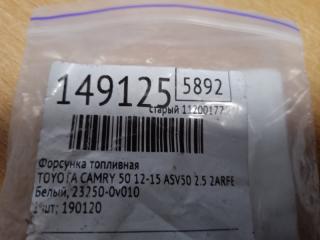 149125 5892
старый 11200177
Форсунка топливная
TOYOTA CAMRY 50 12-15 ASV50 2.5 2ARFE
Белый, 23250-0v010
1шт; 190120